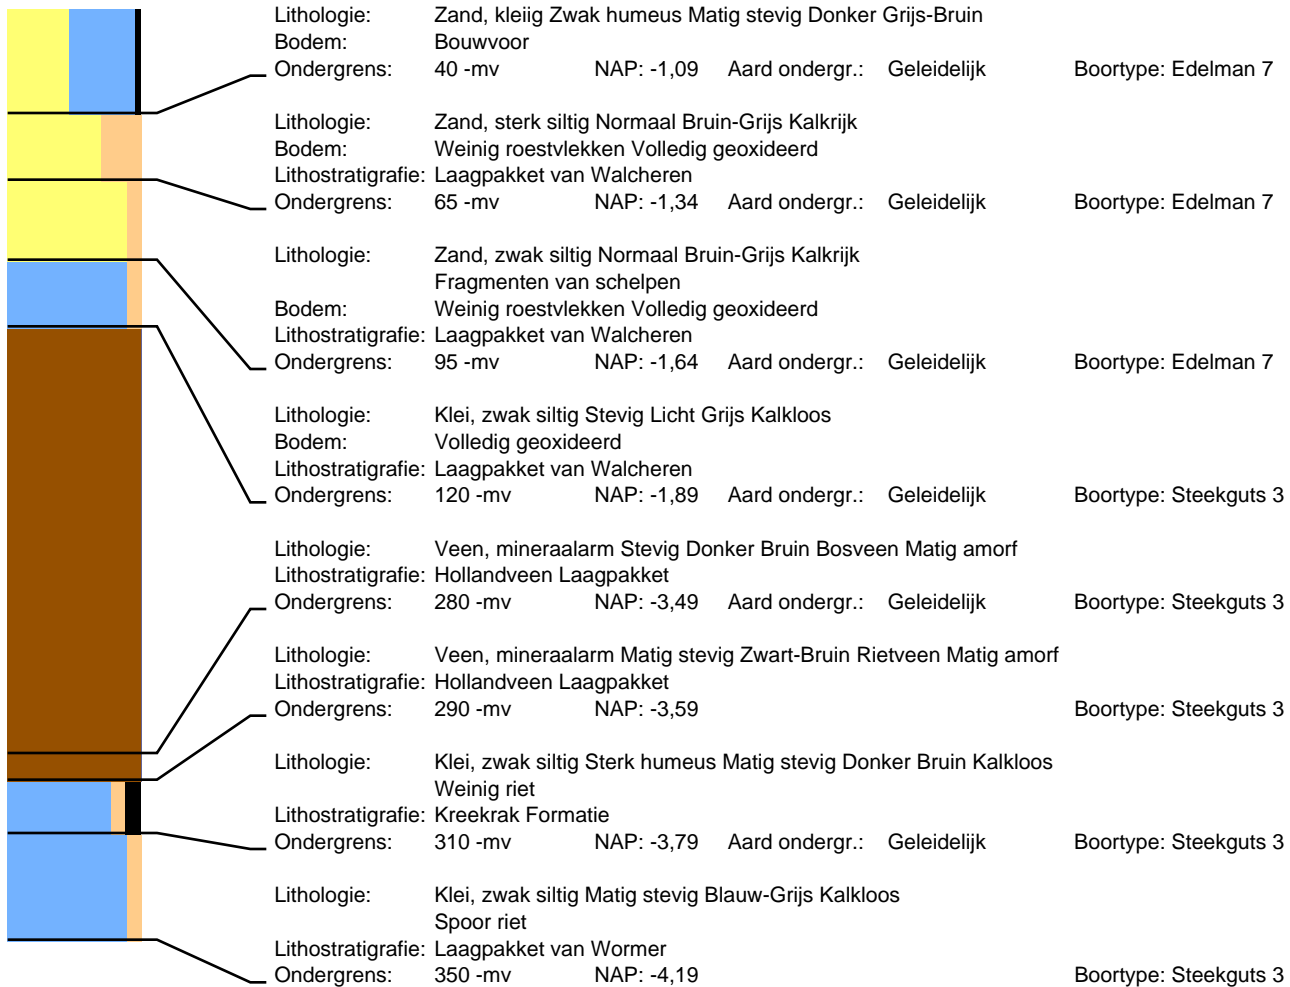 Lithologie: Zand, kleiig Zwak humeus Matig stevig Donker Grijs-Bruin
Bodem: Bouwvoor
Ondergrens: 40 -mv NAP: -1,09 Aard ondergr.: Geleidelijk Boortype: Edelman 7
Lithologie: Zand, sterk siltig Normaal Bruin-Grijs Kalkrijk
Bodem: Weinig roestvlekken Volledig geoxideerd
Lithostratigrafie: Laagpakket van Walcheren
Ondergrens: 65 -mv NAP: -1,34 Aard ondergr.: Geleidelijk Boortype: Edelman 7
Lithologie: Zand, zwak siltig Normaal Bruin-Grijs Kalkrijk
Fragmenten van schelpen
Bodem: Weinig roestvlekken Volledig geoxideerd
Lithostratigrafie: Laagpakket van Walcheren
Ondergrens: 95 -mv NAP: -1,64 Aard ondergr.: Geleidelijk Boortype: Edelman 7
Lithologie: Klei, zwak siltig Stevig Licht Grijs Kalkloos
Bodem: Volledig geoxideerd
Lithostratigrafie: Laagpakket van Walcheren
Ondergrens: 120 -mv NAP: -1,89 Aard ondergr.: Geleidelijk Boortype: Steekguts 3
Lithologie: Veen, mineraalarm Stevig Donker Bruin Bosveen Matig amorf
Lithostratigrafie: Hollandveen Laagpakket
Ondergrens: 280 -mv NAP: -3,49 Aard ondergr.: Geleidelijk Boortype: Steekguts 3
Lithologie: Veen, mineraalarm Matig stevig Zwart-Bruin Rietveen Matig amorf
Lithostratigrafie: Hollandveen Laagpakket
Ondergrens: 290 -mv NAP: -3,59 Boortype: Steekguts 3
Lithologie: Klei, zwak siltig Sterk humeus Matig stevig Donker Bruin Kalkloos
Weinig riet
Lithostratigrafie: Kreekrak Formatie
Ondergrens: 310 -mv NAP: -3,79 Aard ondergr.: Geleidelijk Boortype: Steekguts 3
Lithologie: Klei, zwak siltig Matig stevig Blauw-Grijs Kalkloos
Spoor riet
Lithostratigrafie: Laagpakket van Wormer
Ondergrens: 350 -mv NAP: -4,19 Boortype: Steekguts 3